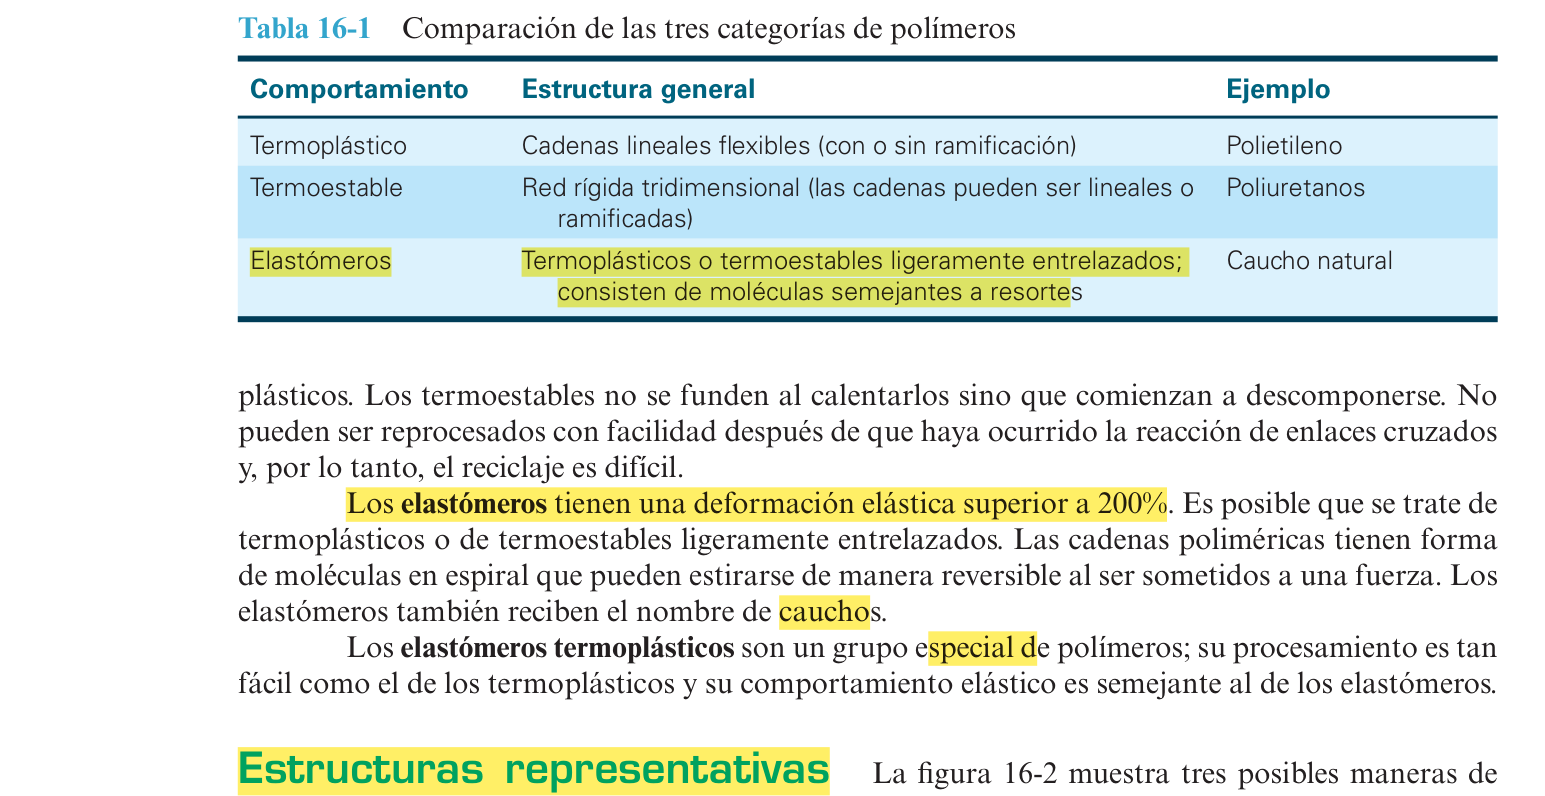 Tabla 16-1 Comparación de las tres categorías de polímeros
Comportamiento Estructura general Ejemplo
Termoplástico Cadenas lineales flexibles (con o sin ramificación) Polietileno
Termoestable Red rígida tridimensional (las cadenas pueden ser lineales o Poliuretanos
ramificadas)
Elastómeros Termoplásticos o termoestables ligeramente entrelazados; Caucho natural
consisten de moléculas semejantes a resortes
plásticos. Los termoestables no se funden al calentarlos sino que comienzan a descomponerse. No
pueden ser reprocesados con facilidad después de que haya ocurrido la reacción de enlaces cruzados
y, por lo tanto, el reciclaje es difícil.
Los elastómeros tienen una deformación elástica superior a 200%. Es posible que se trate de
termoplásticos o de termoestables ligeramente entrelazados. Las cadenas poliméricas tienen forma
de moléculas en espiral que pueden estirarse de manera reversible al ser sometidos a una fuerza. Los
elastómeros también reciben el nombre de cauchos.
Los elastómeros termoplásticos son un grupo especial de polímeros; su procesamiento es tan
fácil como el de los termoplásticos y su comportamiento elástico es semejante al de los elastómeros.
Estructuras representativas La figura 16-2 muestra tres posibles maneras de